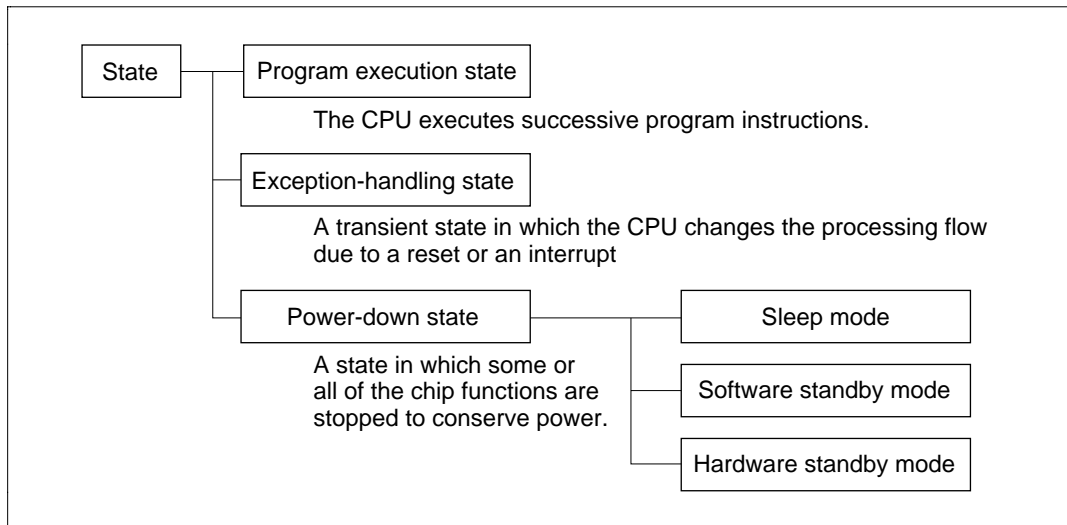 State
Program execution state
The CPU executes successive program instructions.
Exception-handling state
A transient state in which the CPU changes the processing flow
due to a reset or an interrupt
Power-down state
Sleep mode
A state in which some or
all of the chip functions are
stopped to conserve power.
Software standby mode
Hardware standby mode